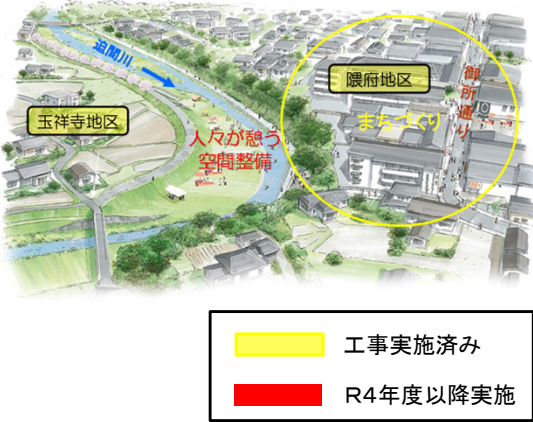 迫間川
隈府地区
御所通り
玉祥寺地区
まちづくり
人々が憩う
空間整備
工事実施済み
R4年度以降実施